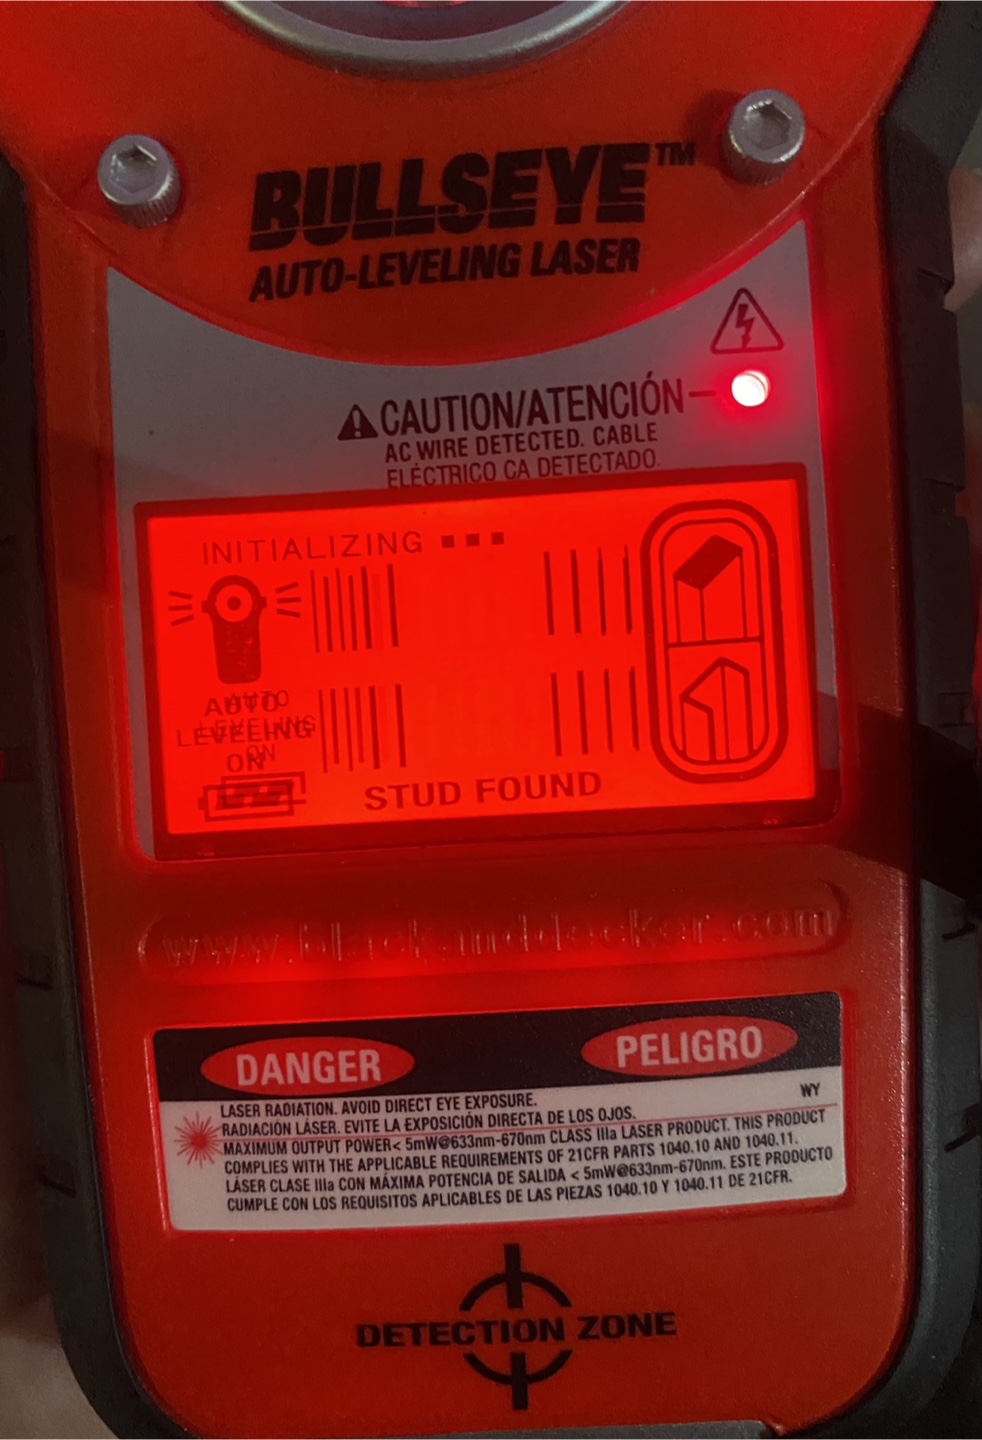 BULLSEYE™
AUTO-LEVELING LASER
CAUTION/ATENCIÓN
AC WIRE DETECTED. CABLE
ELÉCTRICO CA DETECTADO.
INITIALIZING
AUTO
LEVELING
ON
STUD FOUND
www.blackanddecker.com
DANGER
PELIGRO
WY
LASER RADIATION. AVOID DIRECT EYE EXPOSURE.
RADIACIÓN LÁSER. EVITE LA EXPOSICIÓN DIRECTA DE LOS OJOS.
MAXIMUM OUTPUT POWER< 5mW@633nm-670nm CLASS IIIa LASER PRODUCT. THIS PRODUCT
COMPLIES WITH THE APPLICABLE REQUIREMENTS OF 21CFR PARTS 1040.10 AND 1040.11.
LÁSER CLASE IIIa CON MÁXIMA POTENCIA DE SALIDA < 5mW@633nm-670nm. ESTE PRODUCTO
CUMPLE CON LOS REQUISITOS APLICABLES DE LAS PIEZAS 1040.10 Y 1040.11 DE 21CFR.
DETECTION ZONE